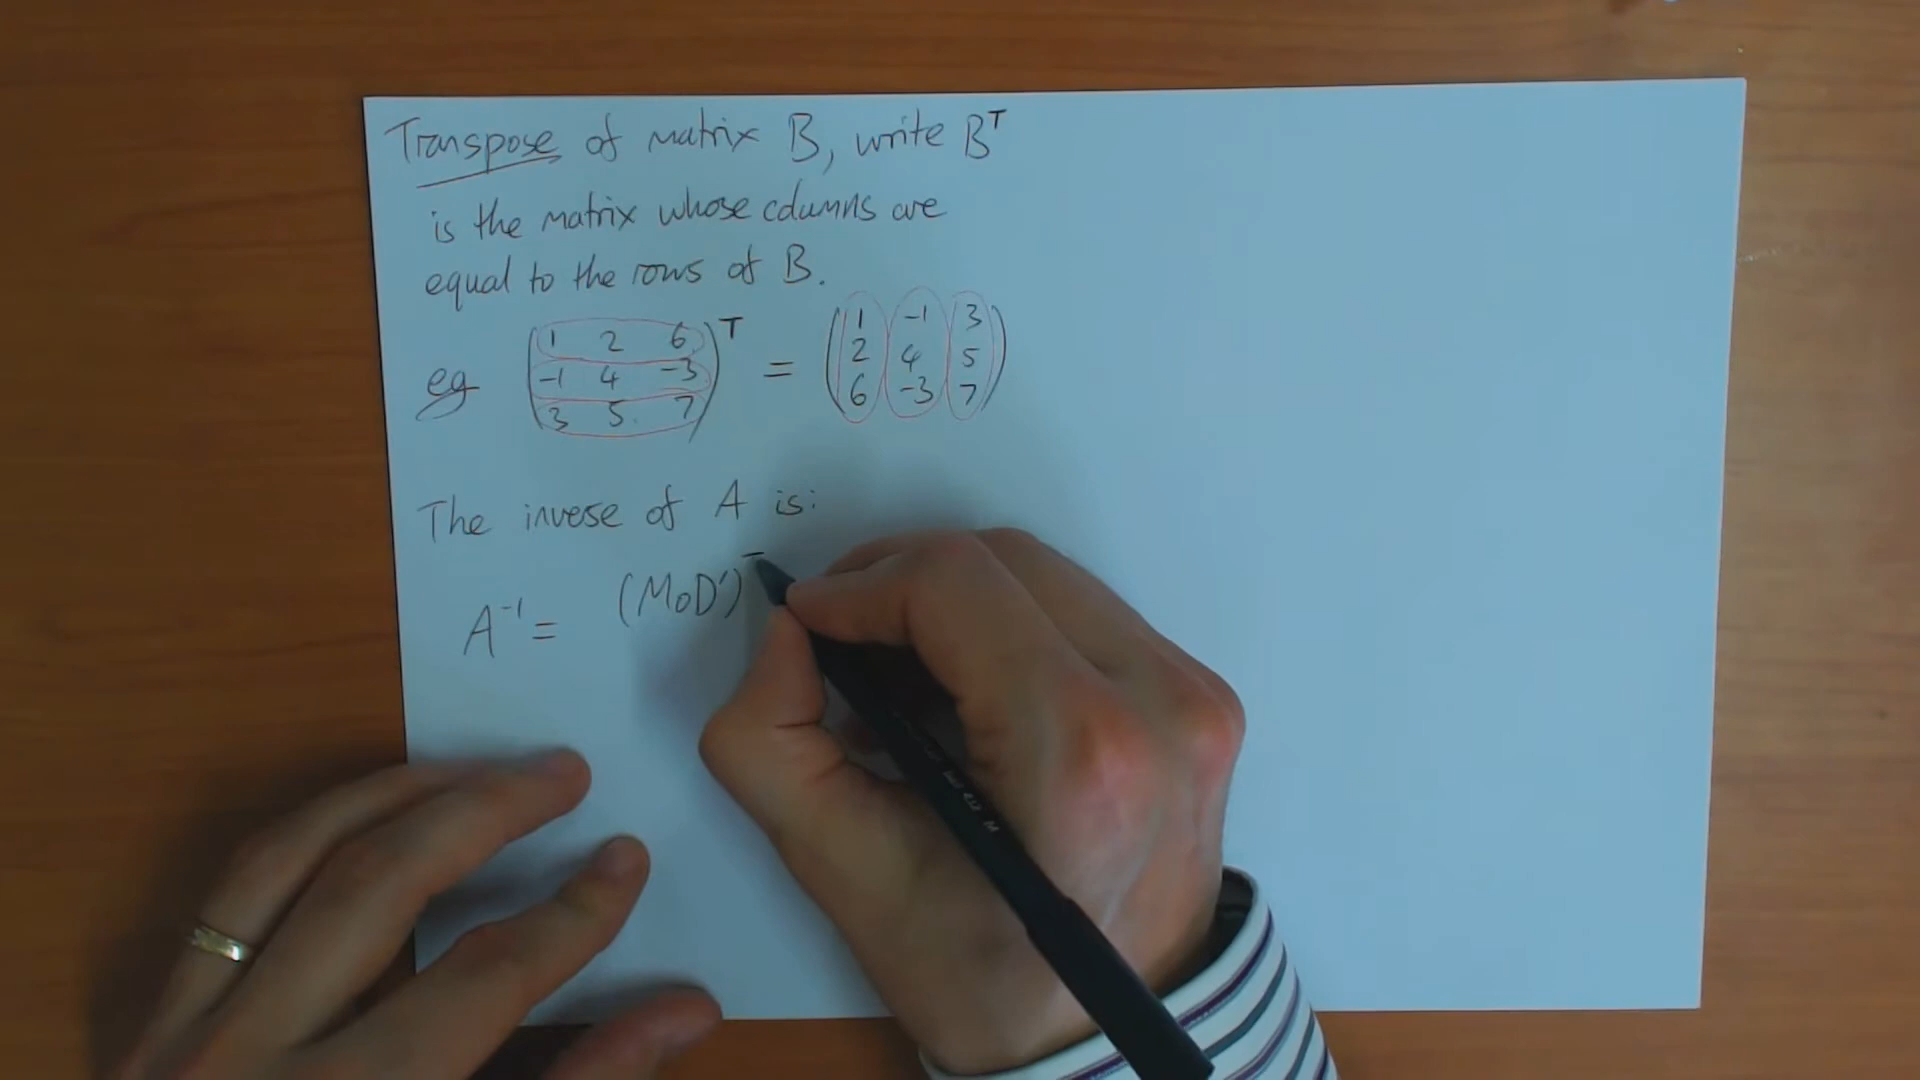 Transpose of matrix B, write Bᵀ
is the matrix whose columns are
equal to the rows of B.
eg (1 2 6 / -1 4 -3 / 3 5 7)ᵀ = (1 -1 3 / 2 4 5 / 6 -3 7)
The invese of A is:
A⁻¹ = (MoD')ᵀ